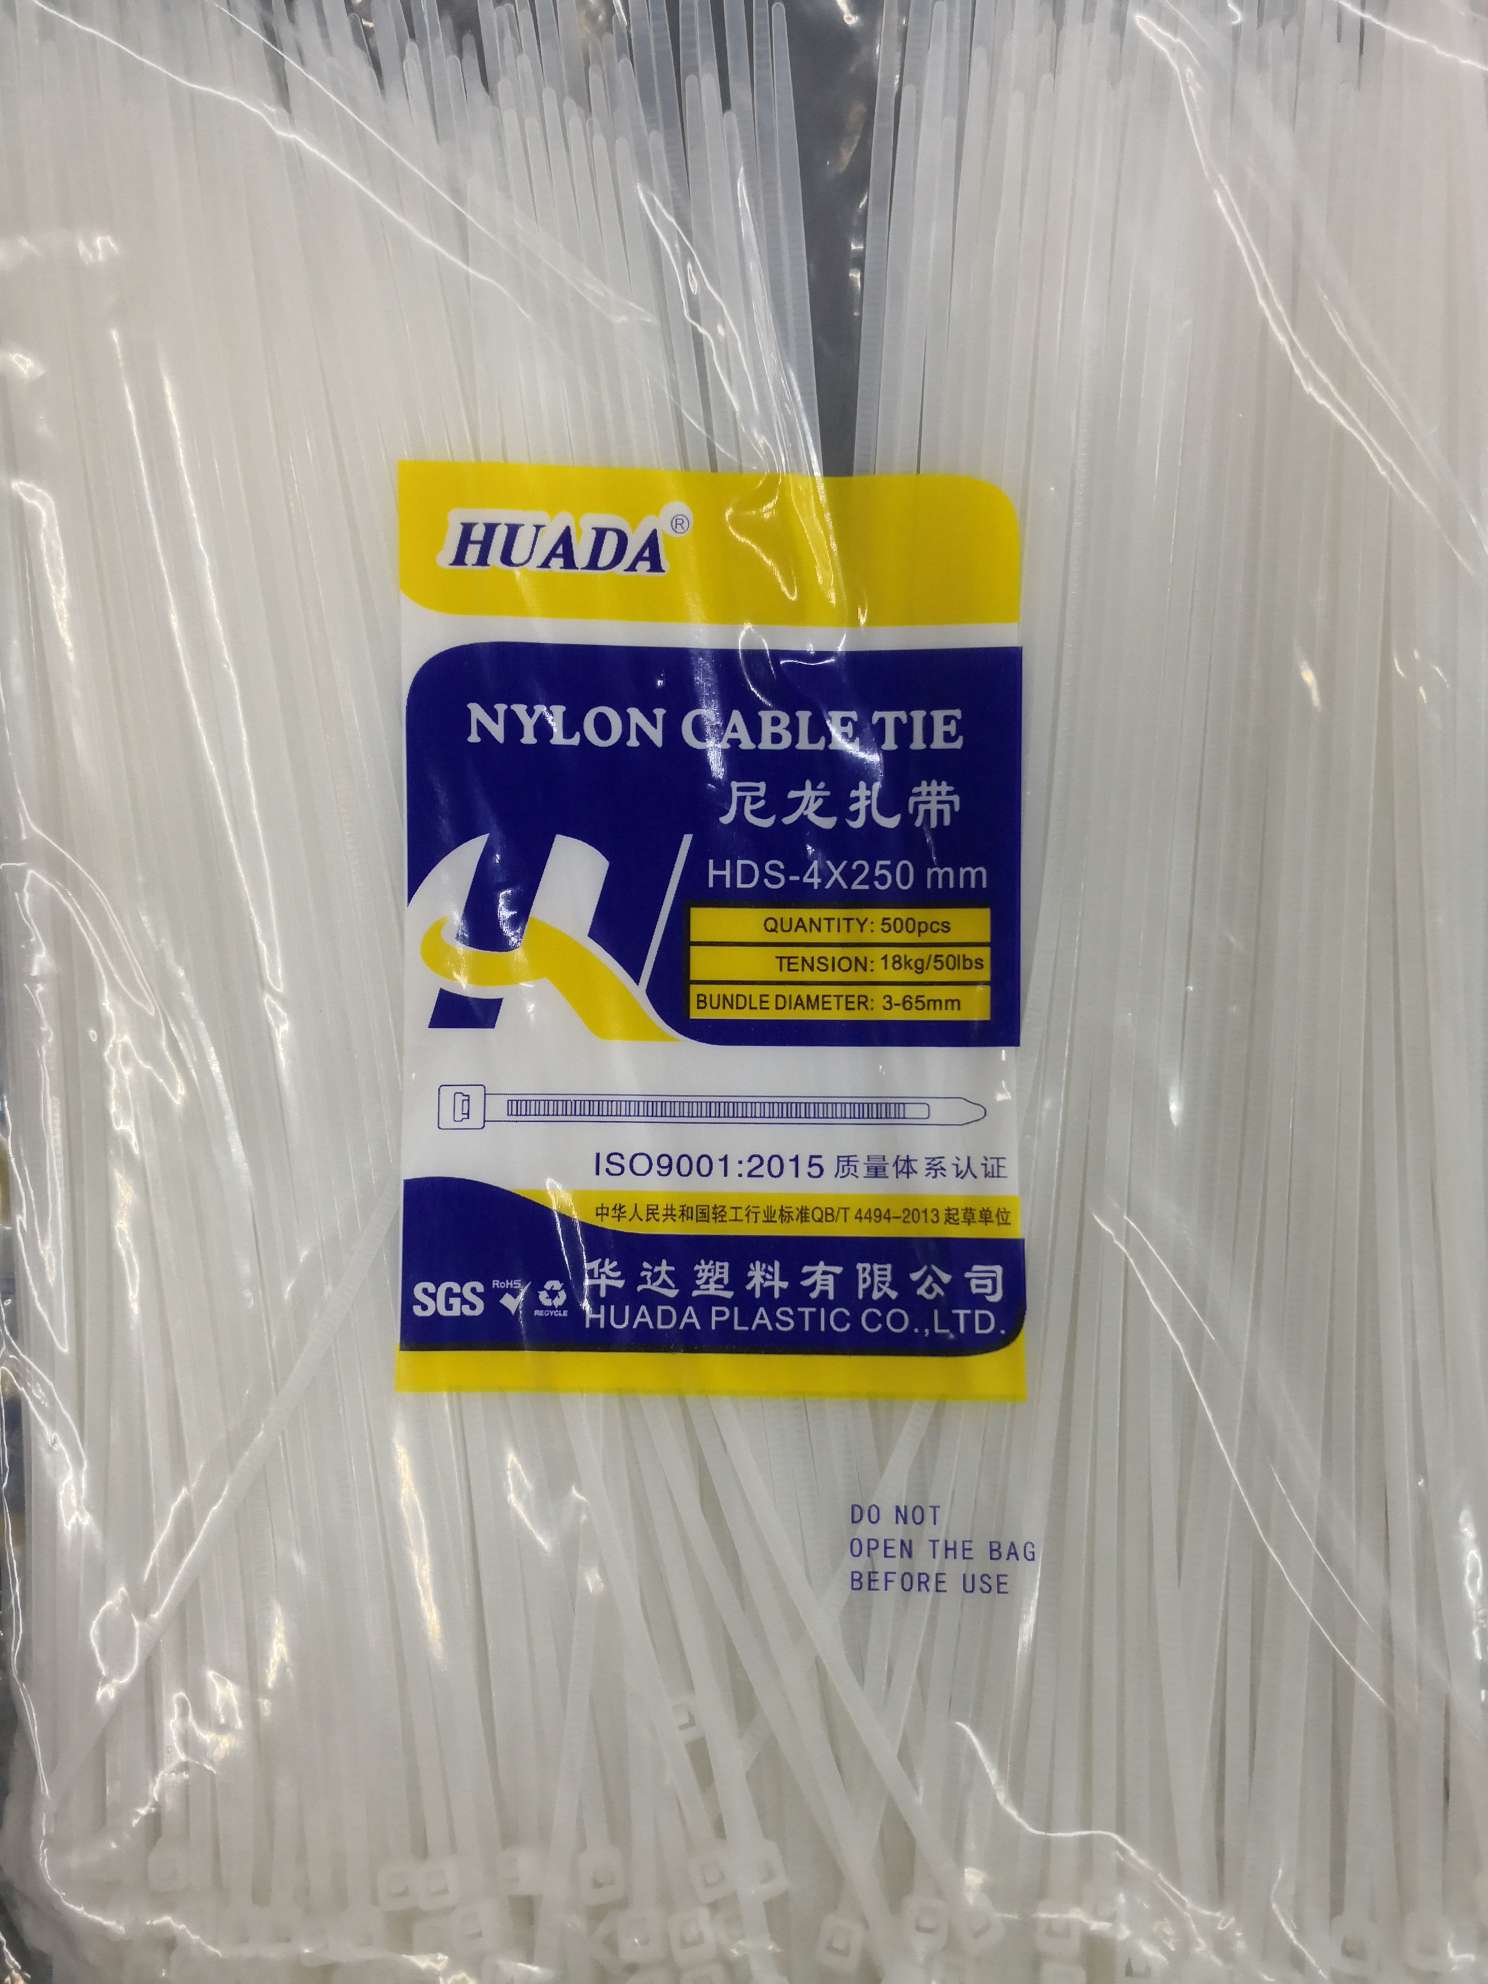 HUADA®
NYLON CABLE TIE
尼龙扎带
HDS-4X250 mm
QUANTITY: 500pcs
TENSION: 18kg/50lbs
BUNDLE DIAMETER: 3-65mm
ISO9001:2015 质量体系认证
中华人民共和国轻工行业标准QB/T 4494-2013 起草单位
SGS RoHS RECYCLE
华达塑料有限公司
HUADA PLASTIC CO.,LTD.
DO NOT
OPEN THE BAG
BEFORE USE